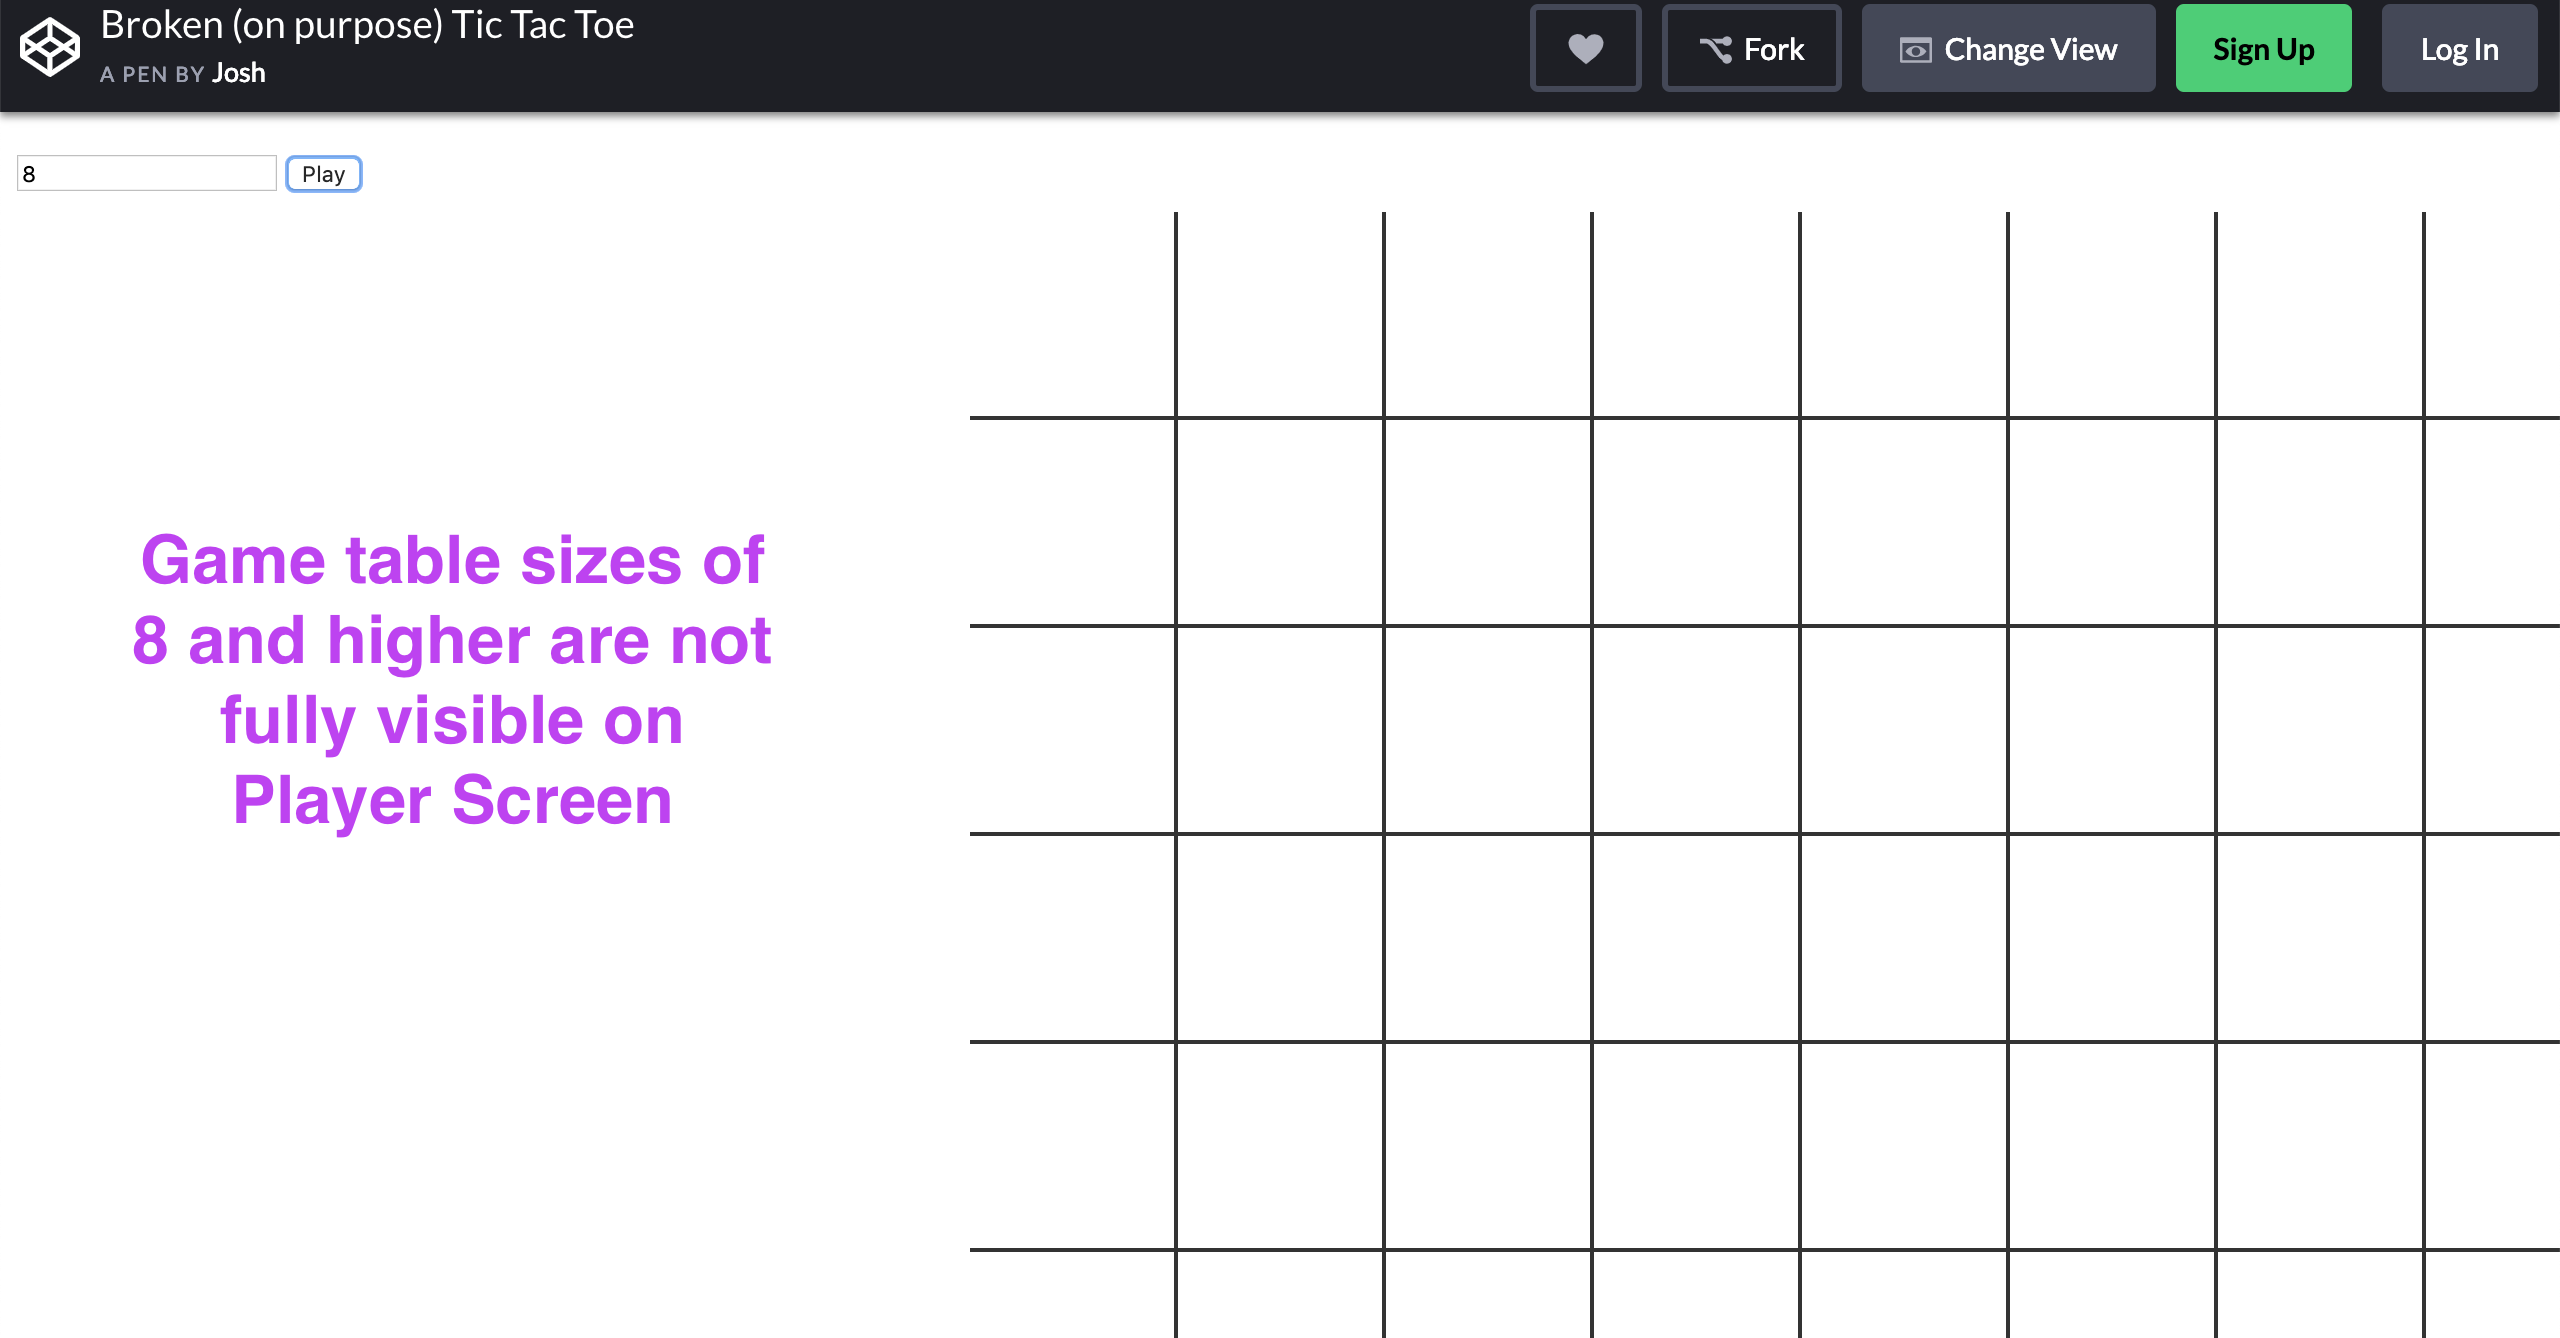 Broken (on purpose) Tic Tac Toe
A PEN BY Josh
Fork
Change View
Sign Up
Log In
8
Play
Game table sizes of
8 and higher are not
fully visible on
Player Screen